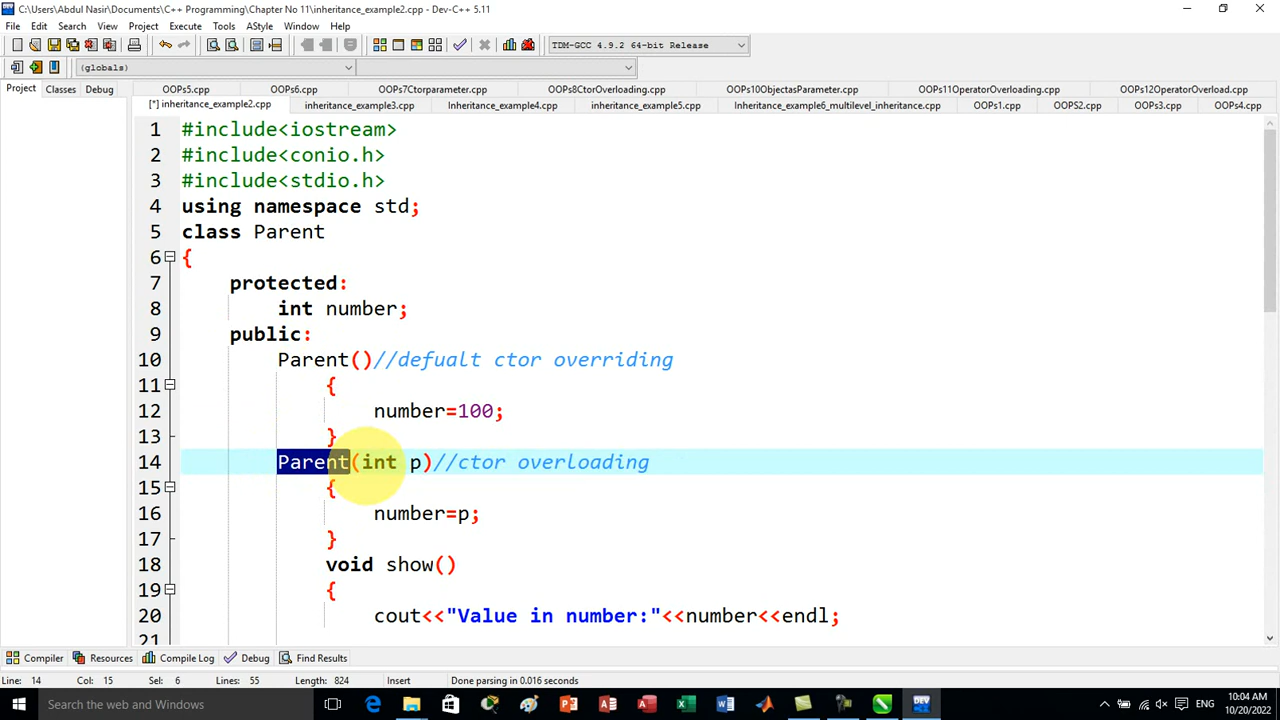 C:\Users\Abdul Nasir\Documents\C++ Programming\Chapter No 11\inheritance_example2.cpp - Dev-C++ 5.11
File Edit Search View Project Execute Tools AStyle Window Help
TDM-GCC 4.9.2 64-bit Release
(globals)
Project Classes Debug
OOPs5.cpp OOPs6.cpp OOPs7Ctorparameter.cpp OOPs8CtorOverloading.cpp OOPs10ObjectasParameter.cpp OOPs11OperatorOverloading.cpp OOPs12OperatorOverload.cpp
[*] inheritance_example2.cpp inheritance_example3.cpp Inheritance_example4.cpp inheritance_example5.cpp Inheritance_example6_multilevel_inheritance.cpp OOPs1.cpp OOPS2.cpp OOPs3.cpp OOPs4.cpp
1 #include<iostream>
2 #include<conio.h>
3 #include<stdio.h>
4 using namespace std;
5 class Parent
6 {
7 protected:
8 int number;
9 public:
10 Parent()//defualt ctor overriding
11 {
12 number=100;
13 }
14 Parent(int p)//ctor overloading
15 {
16 number=p;
17 }
18 void show()
19 {
20 cout<<"Value in number:"<<number<<endl;
21
Compiler Resources Compile Log Debug Find Results
Line: 14 Col: 15 Sel: 6 Lines: 55 Length: 824 Insert Done parsing in 0.016 seconds
Search the web and Windows
DEV
ENG
10:04 AM
10/20/2022